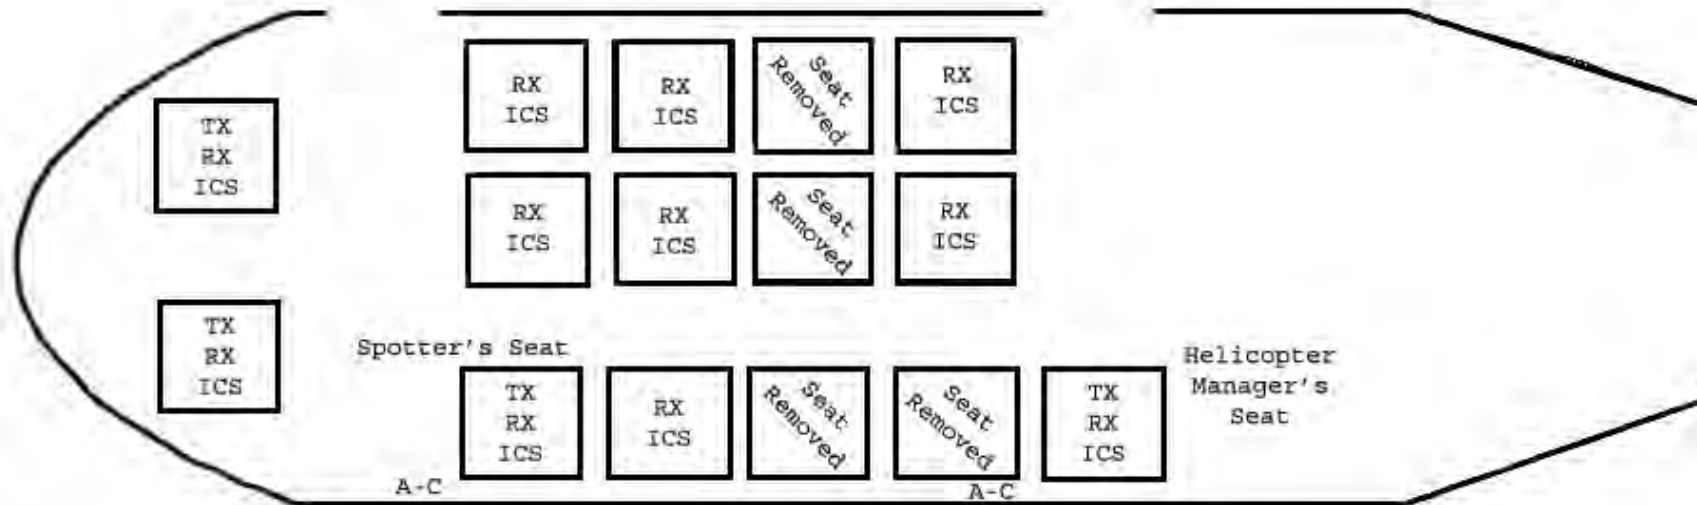 TX
RX
ICS
RX
ICS
RX
ICS
Seat
Removed
RX
ICS
RX
ICS
RX
ICS
Seat
Removed
RX
ICS
TX
RX
ICS
Spotter's Seat
TX
RX
ICS
RX
ICS
Seat
Removed
Seat
Removed
TX
RX
ICS
Helicopter
Manager's
Seat
A-C
A-C